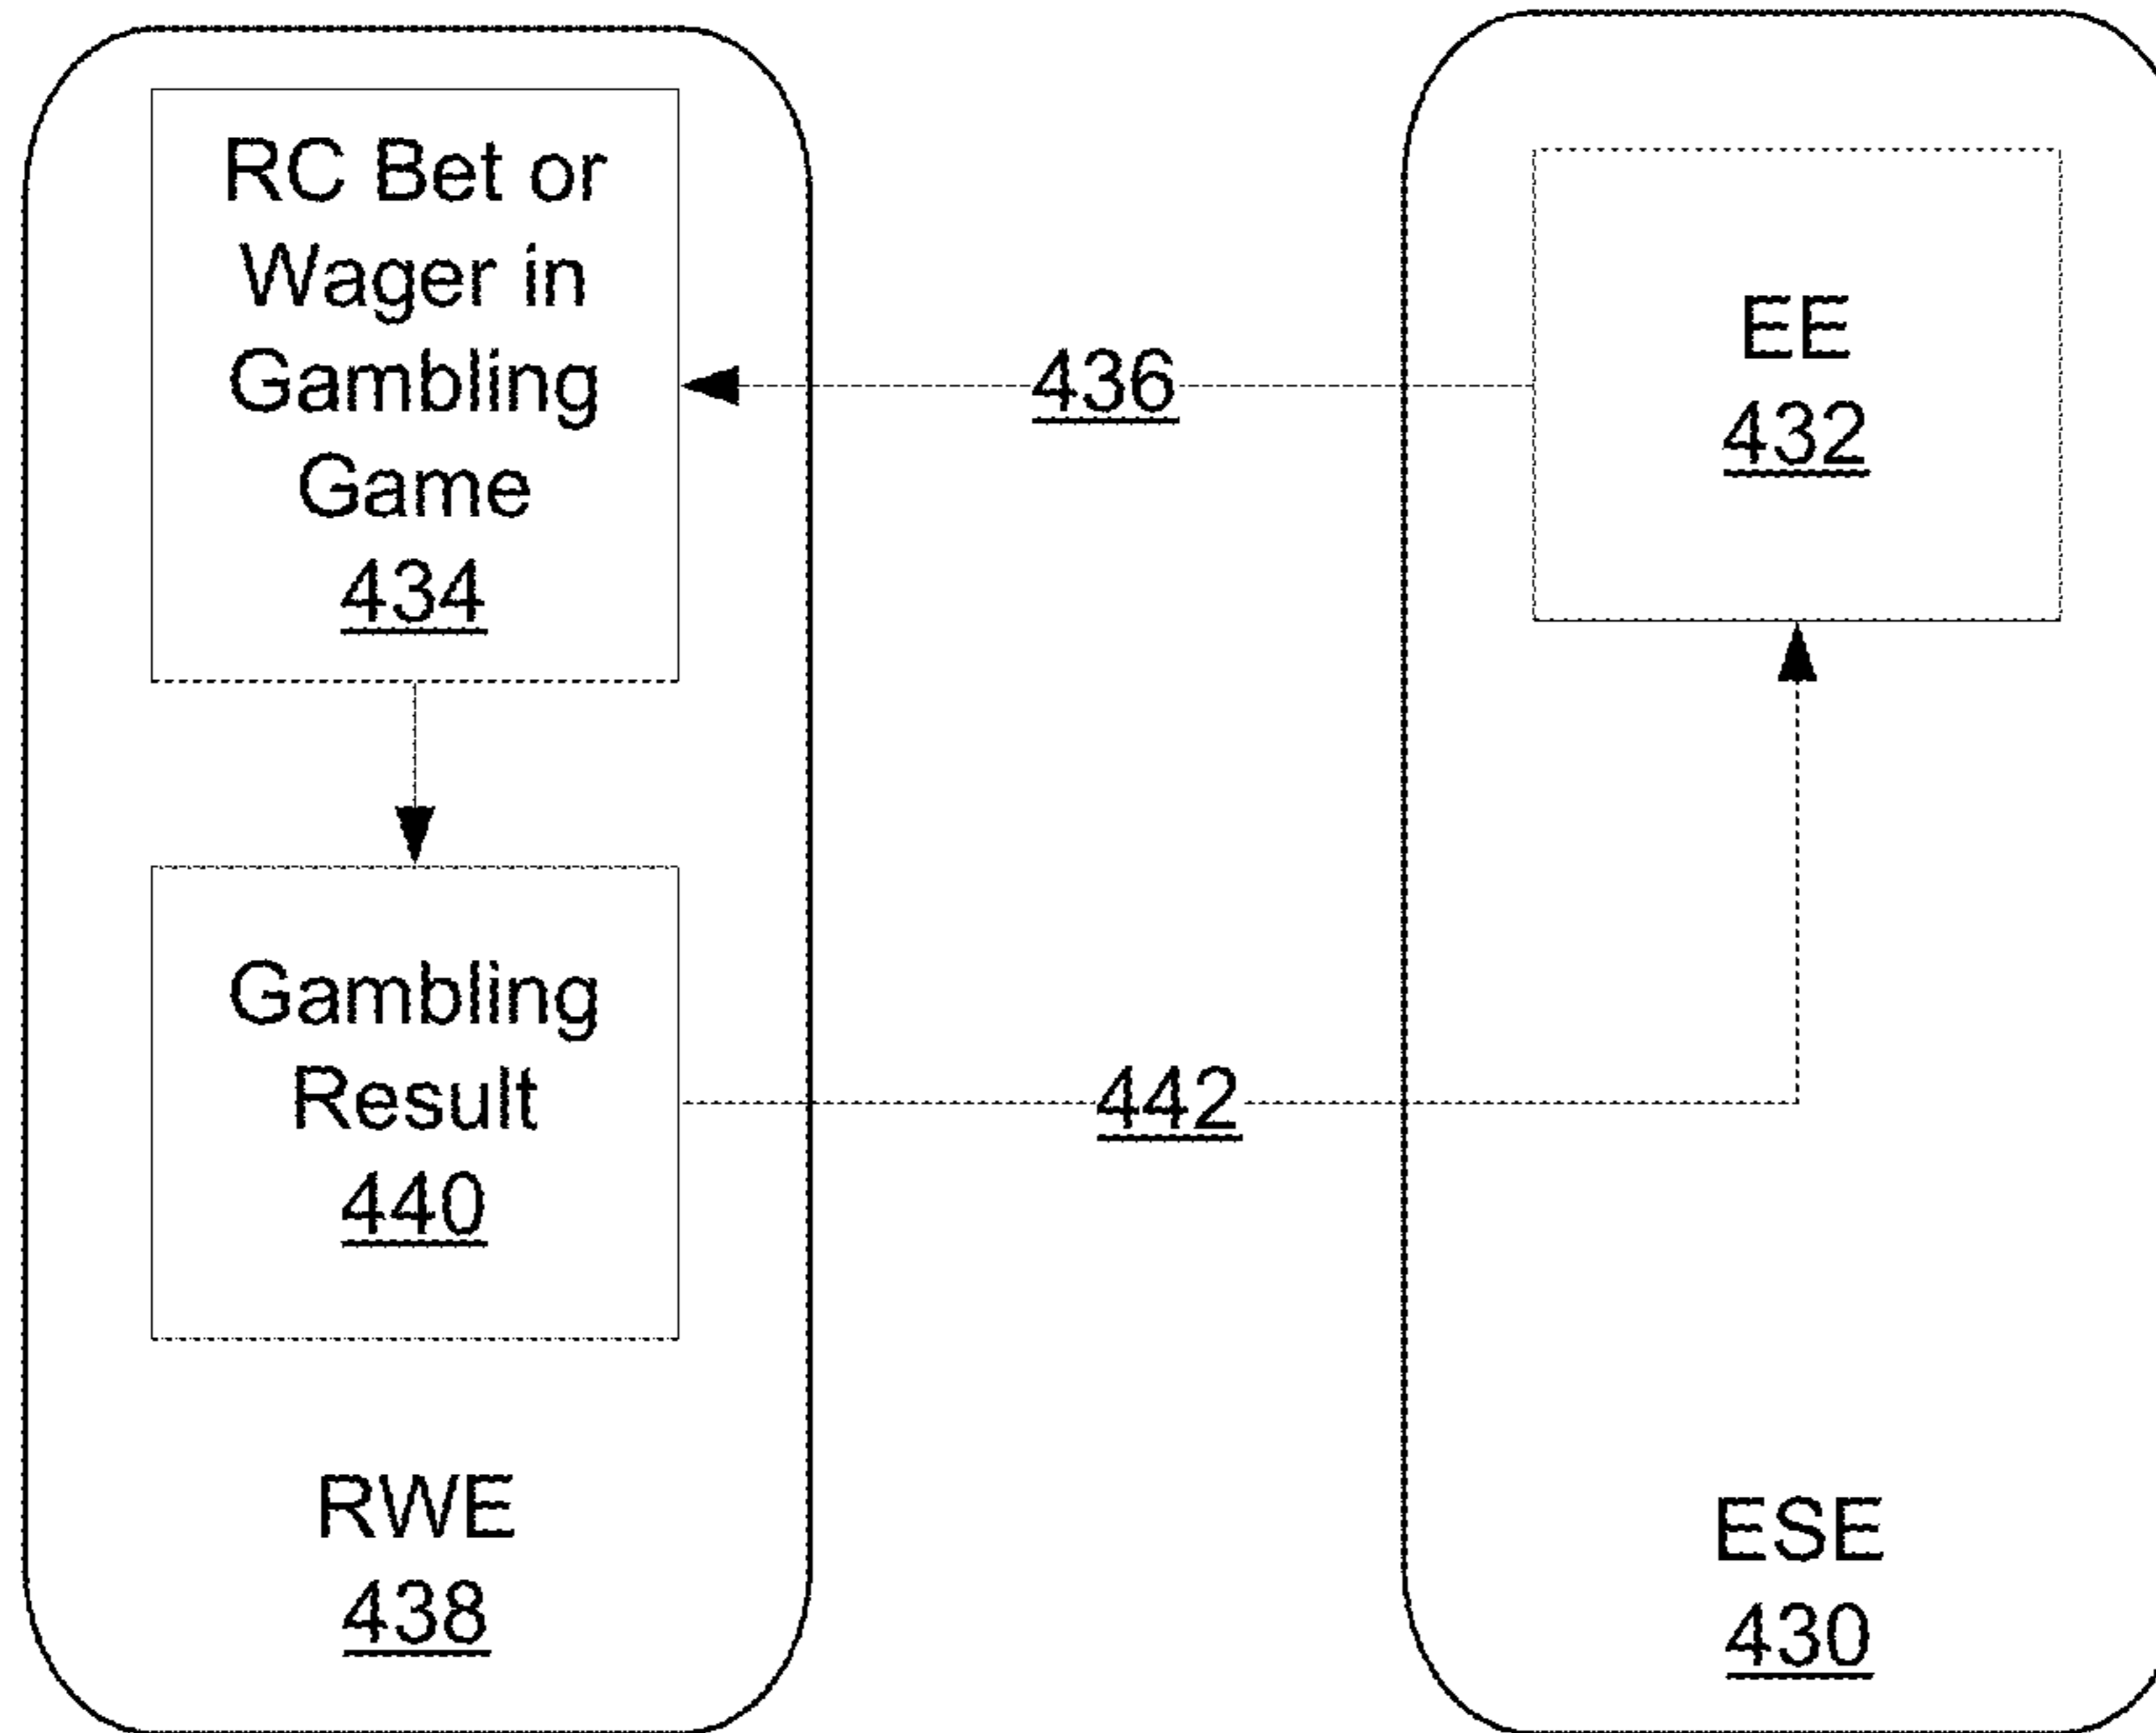 RC Bet or
Wager in
Gambling
Game
434
436
EE
432
Gambling
Result
440
442
RWE
438
ESE
430